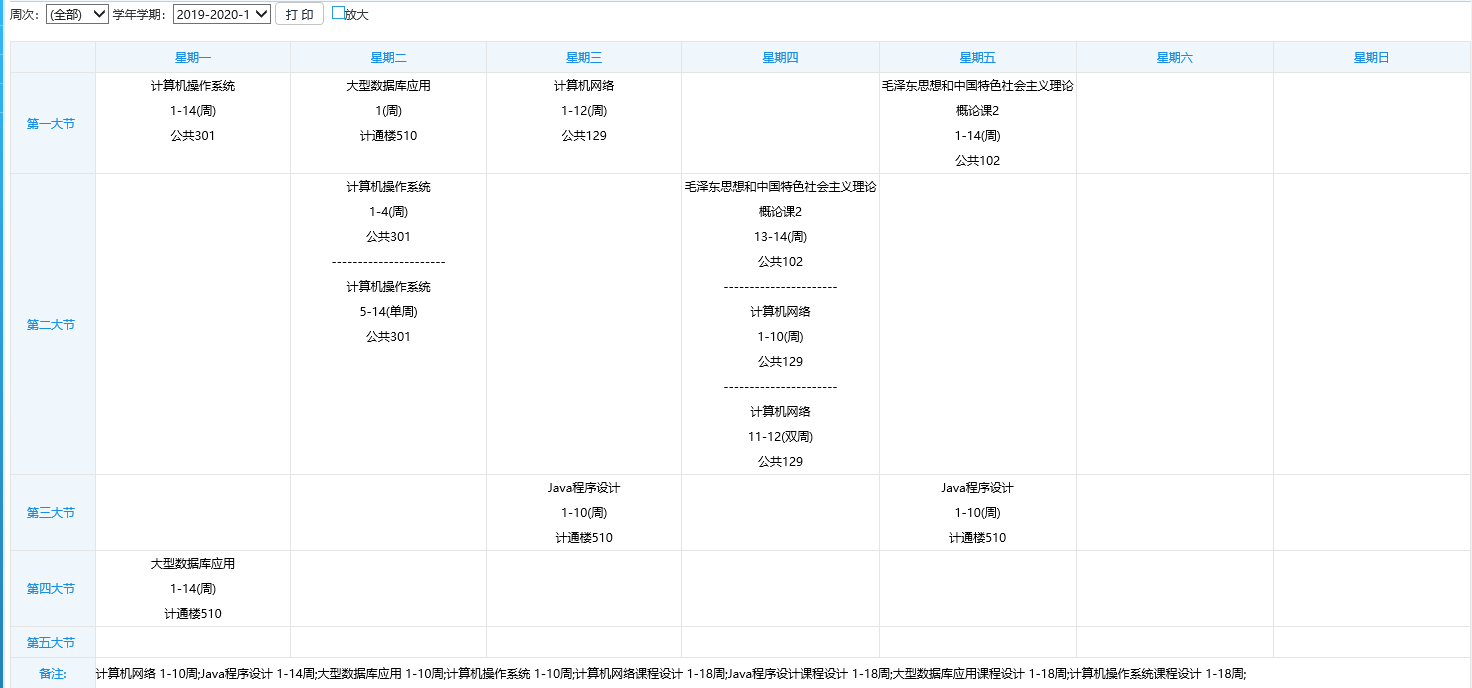 周次: (全部) 学年学期: 2019-2020-1 打 印 放大
星期一 星期二 星期三 星期四 星期五 星期六 星期日
第一大节
计算机操作系统
1-14(周)
公共301
大型数据库应用
1(周)
计通楼510
计算机网络
1-12(周)
公共129
毛泽东思想和中国特色社会主义理论
概论课2
1-14(周)
公共102
第二大节
计算机操作系统
1-4(周)
公共301
----------------------
计算机操作系统
5-14(单周)
公共301
毛泽东思想和中国特色社会主义理论
概论课2
13-14(周)
公共102
----------------------
计算机网络
1-10(周)
公共129
----------------------
计算机网络
11-12(双周)
公共129
第三大节
Java程序设计
1-10(周)
计通楼510
Java程序设计
1-10(周)
计通楼510
第四大节
大型数据库应用
1-14(周)
计通楼510
第五大节
备注: 计算机网络 1-10周;Java程序设计 1-14周;大型数据库应用 1-10周;计算机操作系统 1-10周;计算机网络课程设计 1-18周;Java程序设计课程设计 1-18周;大型数据库应用课程设计 1-18周;计算机操作系统课程设计 1-18周;